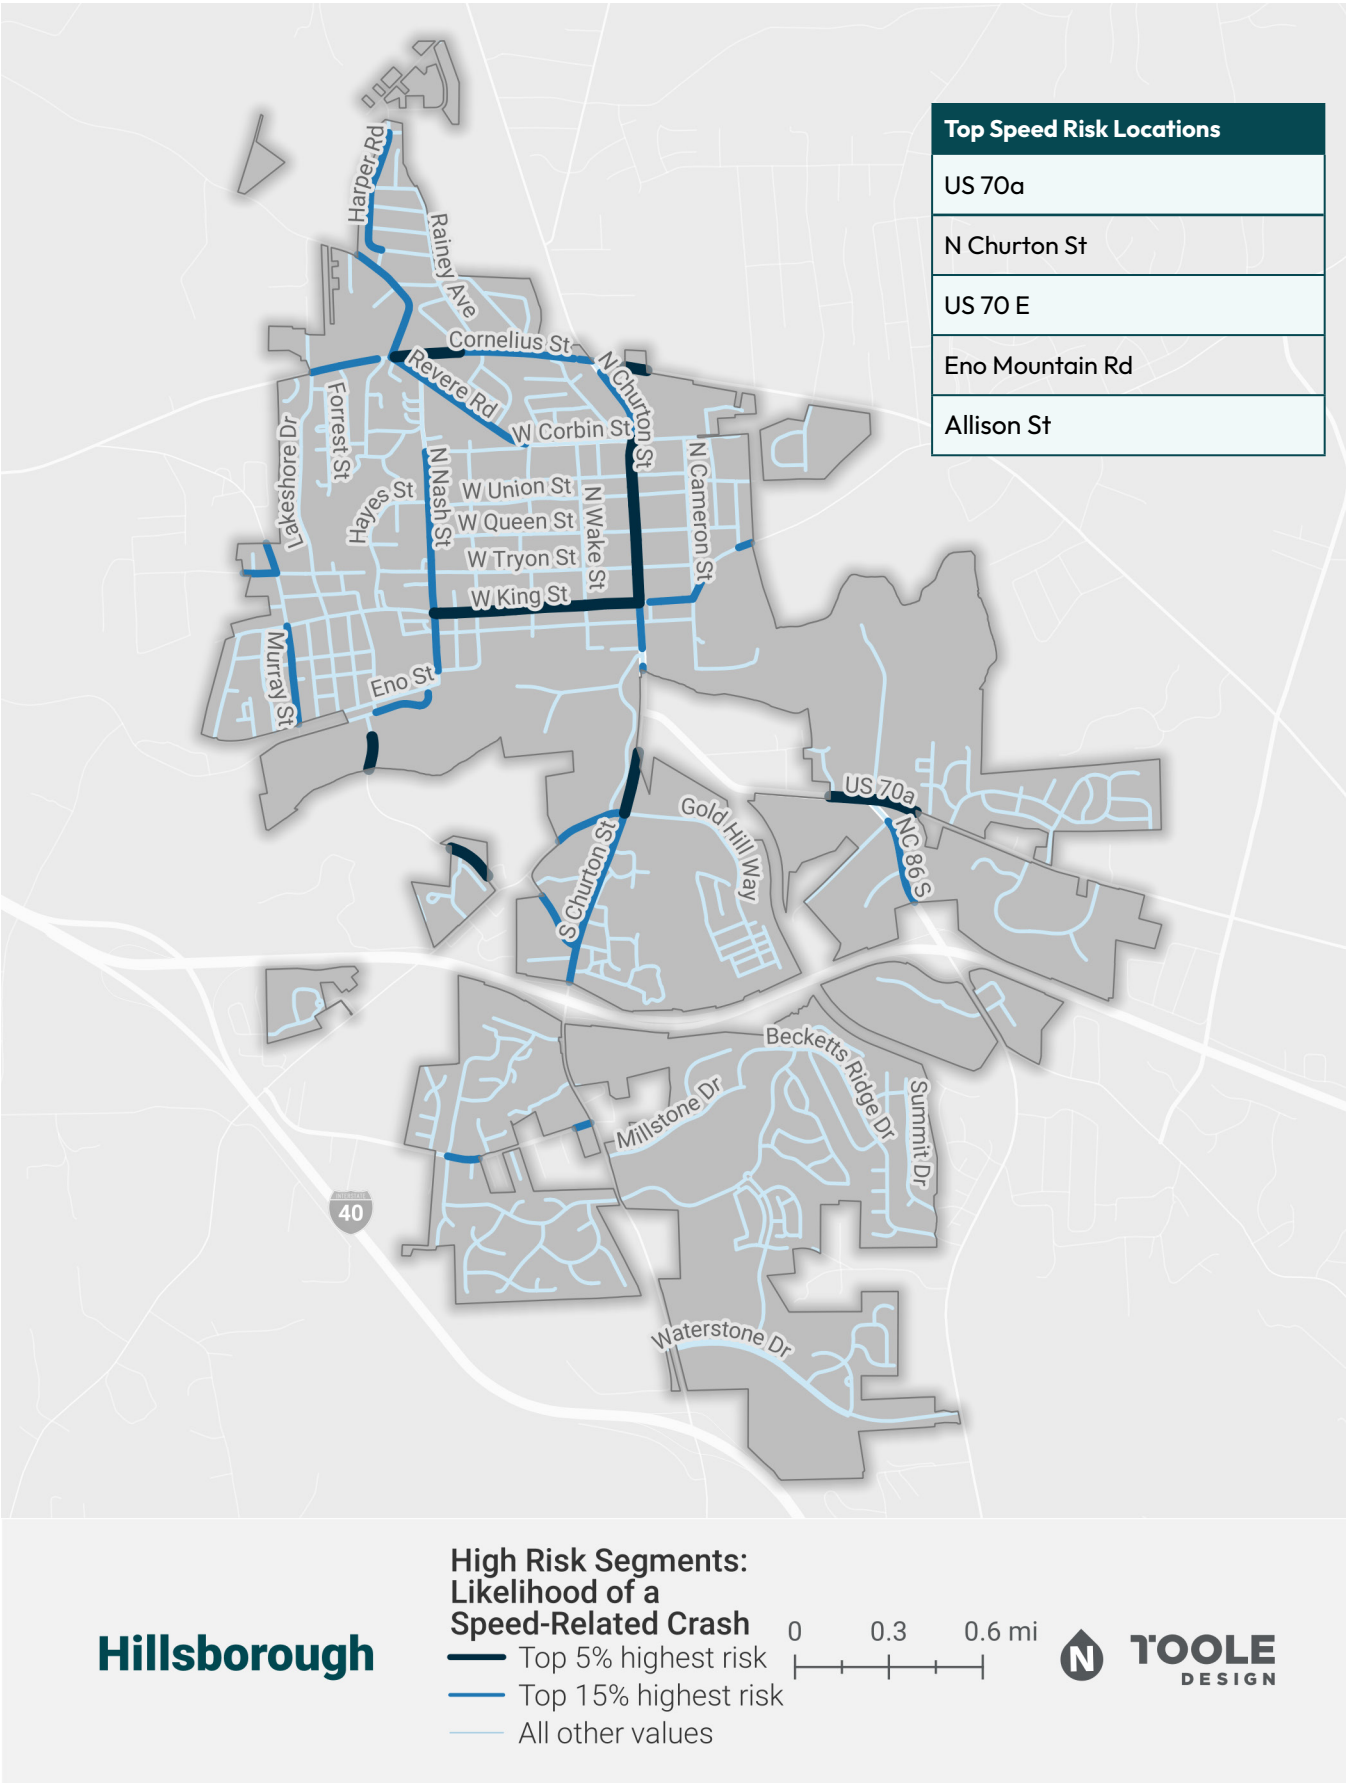 Top Speed Risk Locations
US 70a
N Churton St
US 70 E
Eno Mountain Rd
Allison St
Harper Rd
Rainey Ave
Cornelius St
Revere Rd
N Churton St
W Corbin St
Forrest St
Lakeshore Dr
N Nash St
Hayes St
W Union St
W Queen St
N Wake St
N Cameron St
W Tryon St
W King St
Murray St
Eno St
US 70a
Gold Hill Way
NC 86 S
S Churton St
Becketts Ridge Dr
Millstone Dr
Summit Dr
INTERSTATE
40
Waterstone Dr
High Risk Segments:
Likelihood of a
Speed-Related Crash
Top 5% highest risk
Top 15% highest risk
All other values
0 0.3 0.6 mi
Hillsborough
N
TOOLE
DESIGN